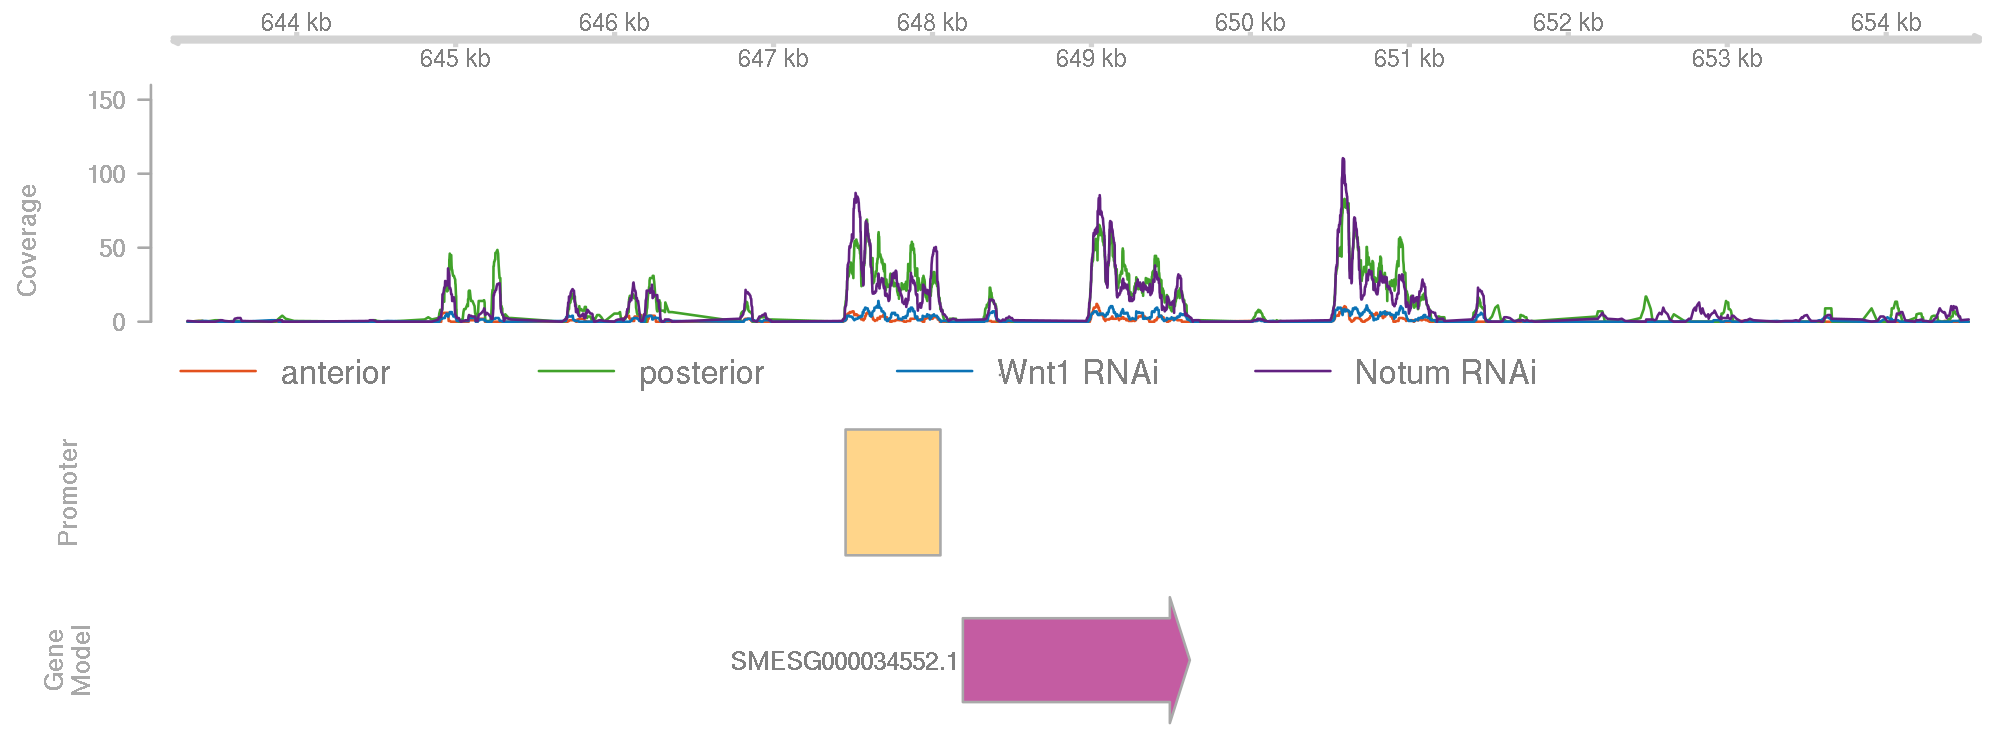 644 kb 646 kb 648 kb 650 kb 652 kb 654 kb
645 kb 647 kb 649 kb 651 kb 653 kb
150
100
50
0
Coverage
anterior posterior Wnt1 RNAi Notum RNAi
Promoter
Gene
Model
SMESG000034552.1